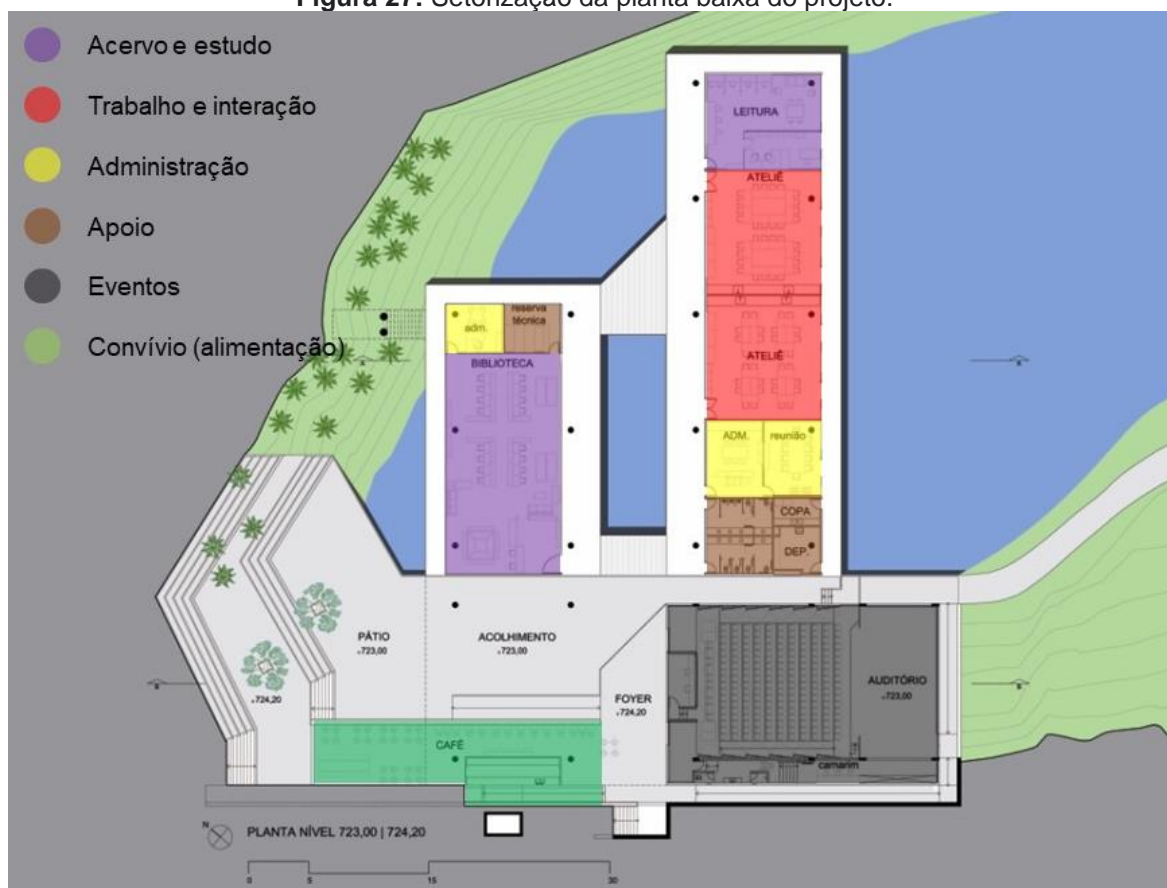 Figura 27: Setorização da planta baixa do projeto.
Acervo e estudo
Trabalho e interação
Administração
Apoio
Eventos
Convívio (alimentação)
LEITURA
ATELIÊ
ATELIÊ
adm.
reserva
técnica
BIBLIOTECA
ADM.
reunião
COPA
DEP.
PÁTIO
723,00
ACOLHIMENTO
723,00
724,20
FOYER
724,20
AUDITÓRIO
723,00
CAFÉ
camarim
N
PLANTA NÍVEL 723,00 | 724,20
0 5 15 30